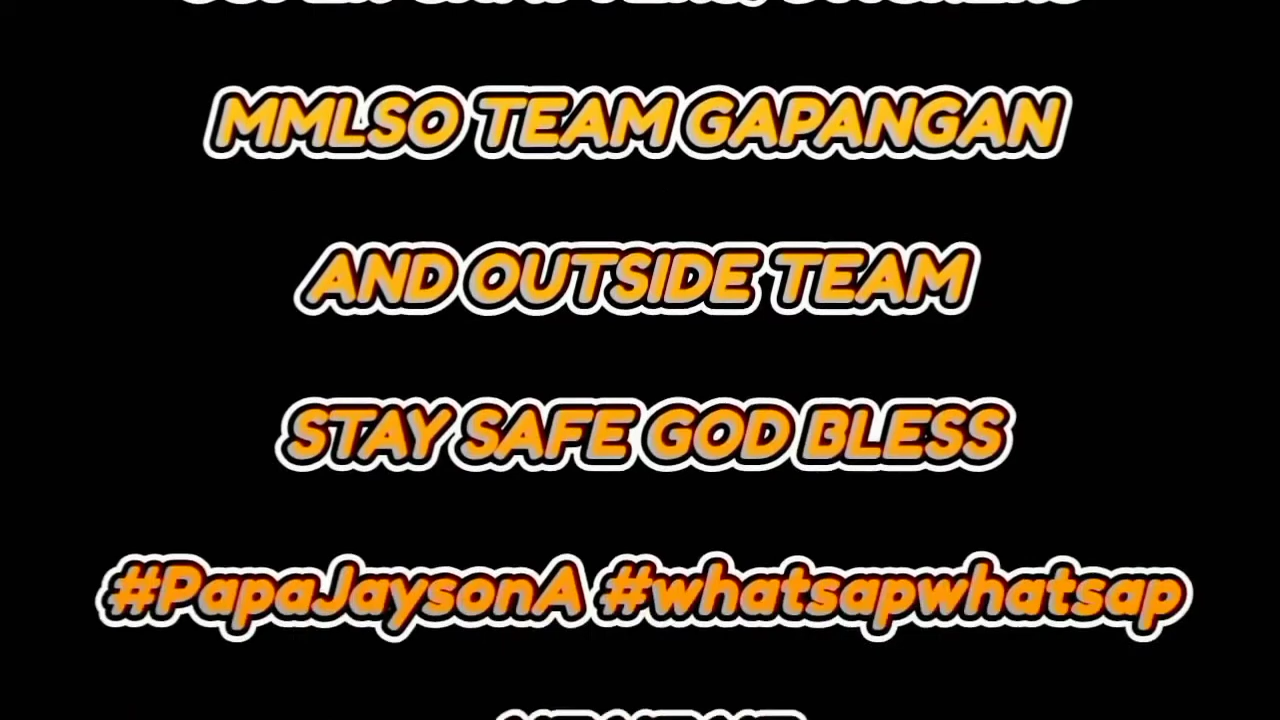 MMLSO TEAM GAPANGAN
AND OUTSIDE TEAM
STAY SAFE GOD BLESS
#PapaJaysonA #whatsapwhatsap